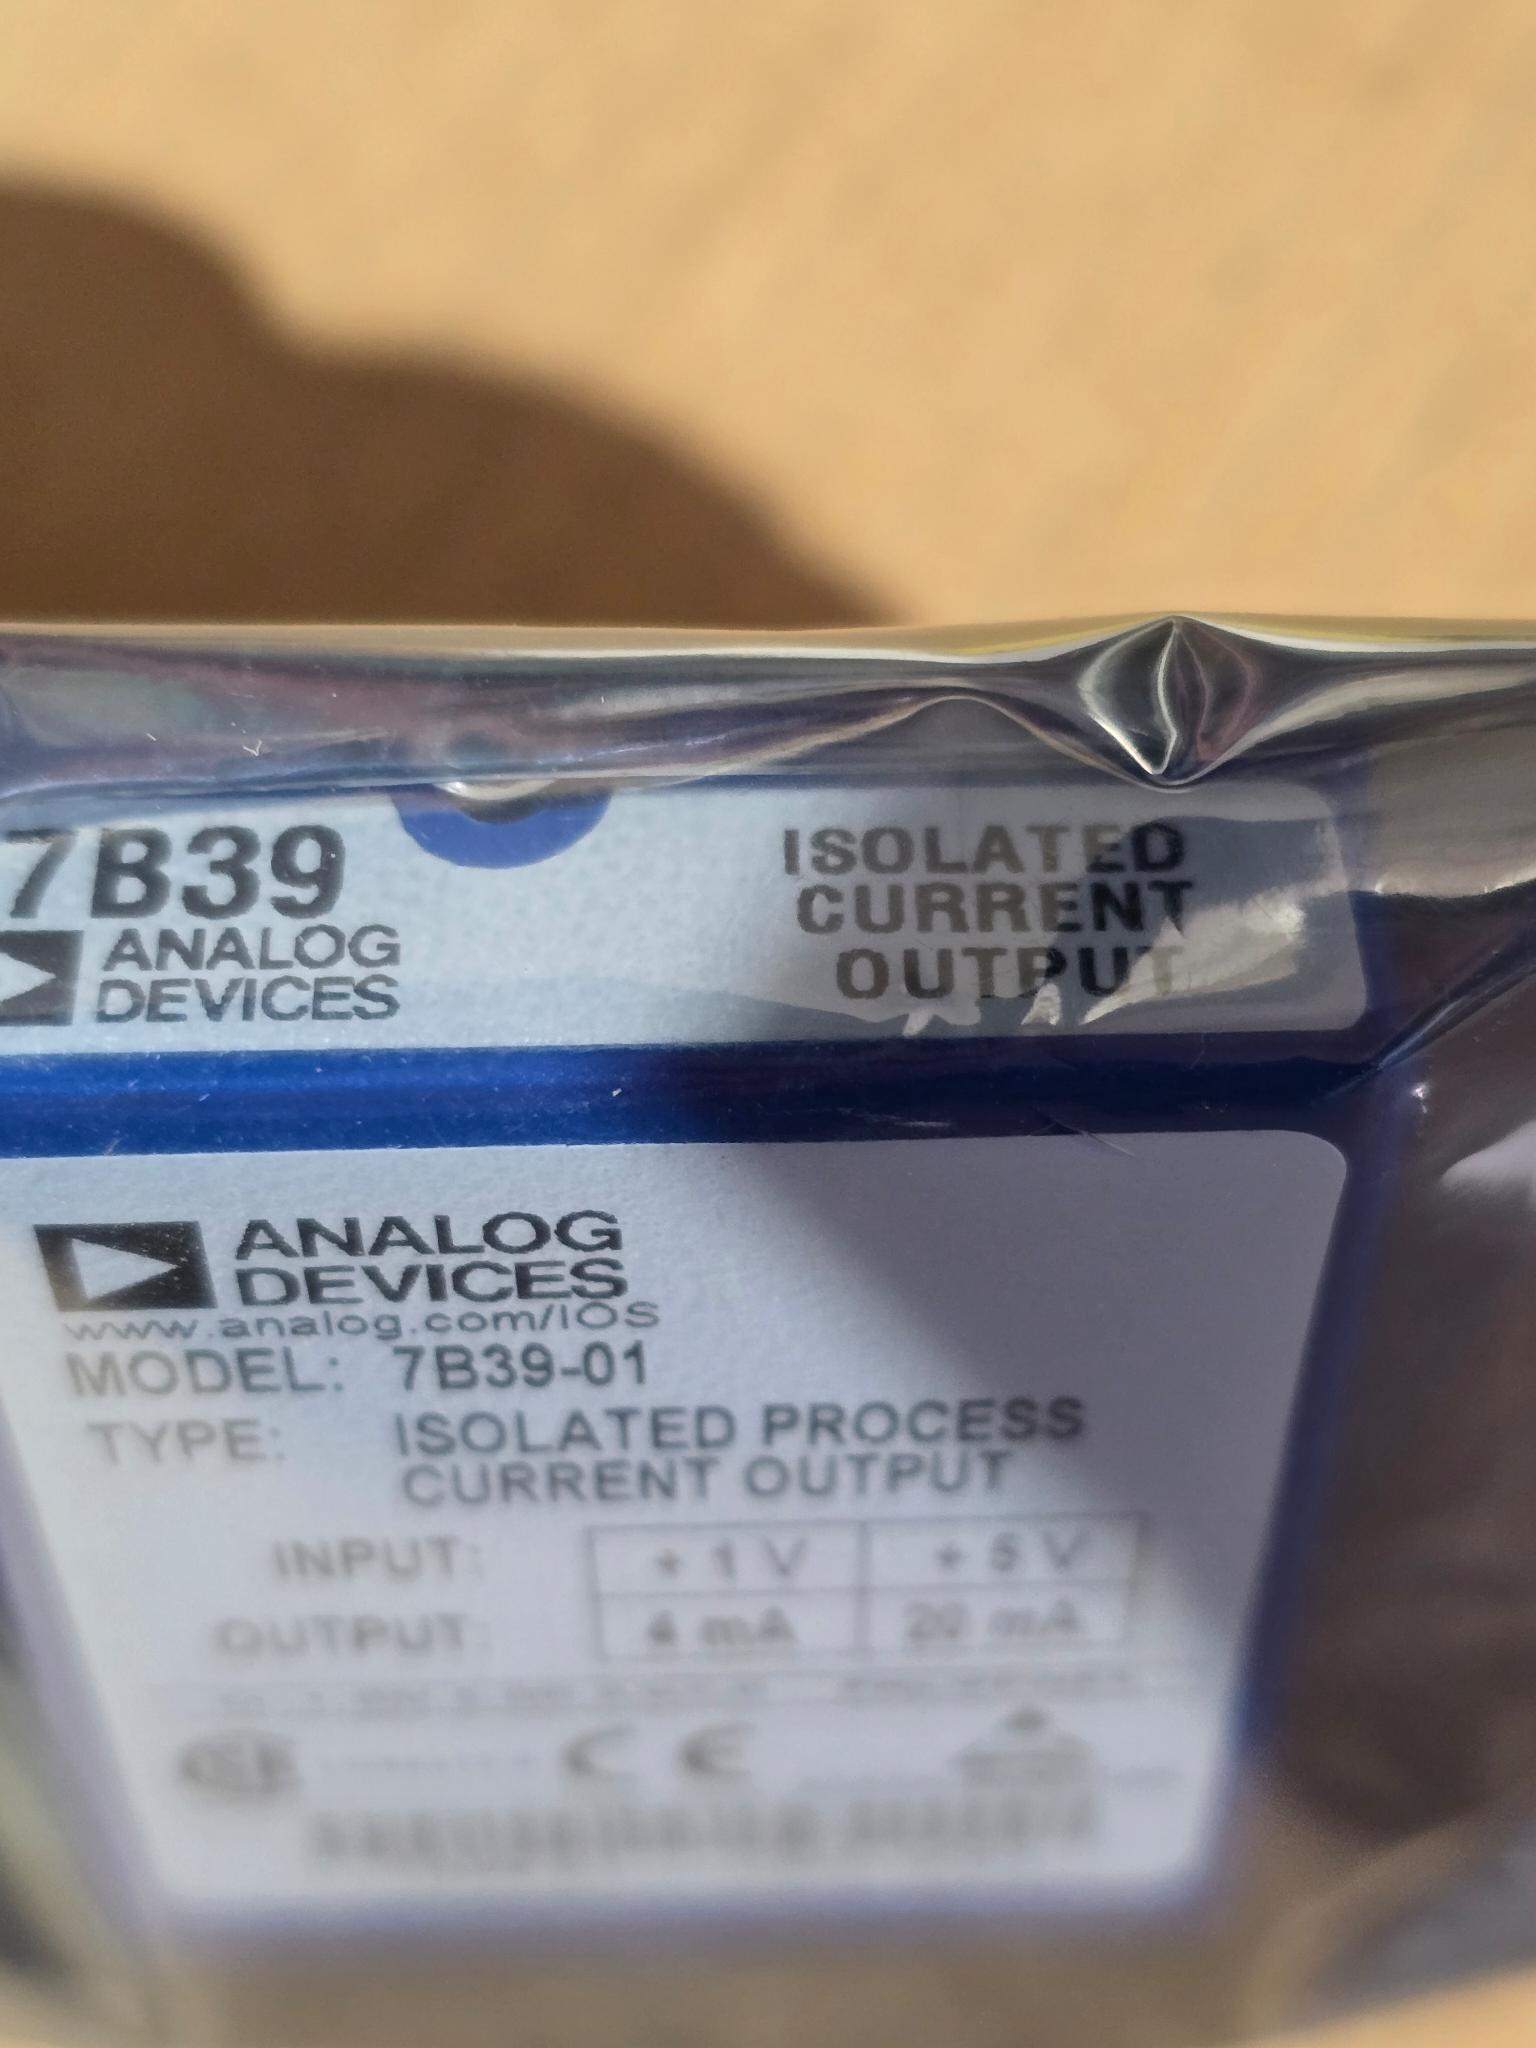 7B39
ANALOG
DEVICES
ISOLATED
CURRENT
OUTPUT
ANALOG
DEVICES
www.analog.com/IOS
MODEL: 7B39-01
TYPE: ISOLATED PROCESS
CURRENT OUTPUT
INPUT: + 1 V + 5 V
OUTPUT: 4 mA 20 mA
CE